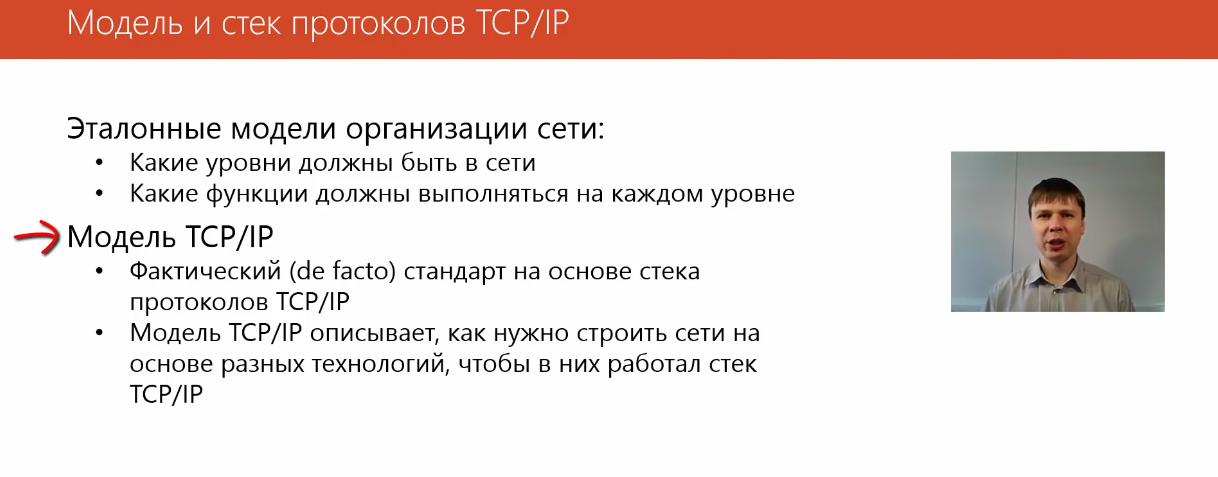 Модель и стек протоколов TCP/IP
Эталонные модели организации сети:
• Какие уровни должны быть в сети
• Какие функции должны выполняться на каждом уровне
Модель TCP/IP
• Фактический (de facto) стандарт на основе стека
протоколов TCP/IP
• Модель TCP/IP описывает, как нужно строить сети на
основе разных технологий, чтобы в них работал стек
TCP/IP